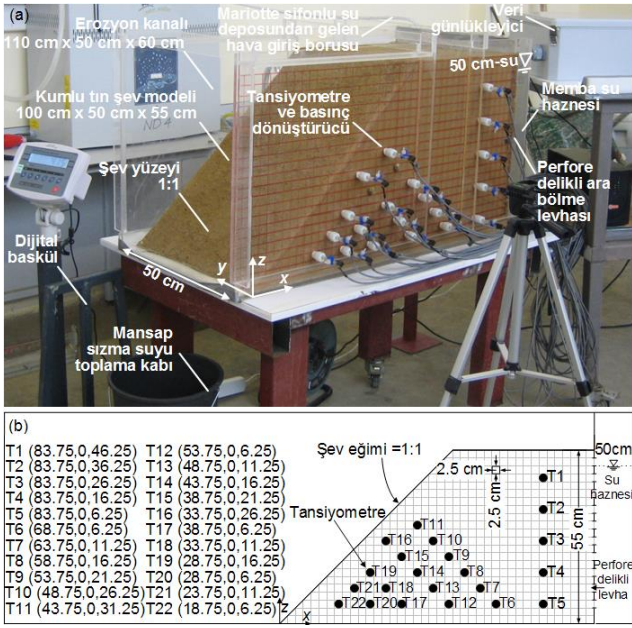 (a)
Erozyon kanalı
110 cm x 50 cm x 60 cm
Mariotte sifonlu su
deposundan gelen
hava giriş borusu
Veri
günlükleyici
50 cm-su
Kumlu tın şev modeli
100 cm x 50 cm x 55 cm
Tansiyometre
ve basınç
dönüştürücü
Memba su
haznesi
Şev yüzeyi
1:1
Perfore
delikli ara
bölme
levhası
Dijital
baskül
50 cm
y
z
x
Mansap
sızma suyu
toplama kabı
(b)
T1 (83.75,0,46.25) T12 (53.75,0,6.25)
T2 (83.75,0,36.25) T13 (48.75,0,11.25)
T3 (83.75,0,26.25) T14 (43.75,0,16.25)
T4 (83.75,0,16.25) T15 (38.75,0,21.25)
T5 (83.75,0,6.25) T16 (33.75,0,26.25)
T6 (68.75,0,6.25) T17 (38.75,0,6.25)
T7 (63.75,0,11.25) T18 (33.75,0,11.25)
T8 (58.75,0,16.25) T19 (28.75,0,16.25)
T9 (53.75,0,21.25) T20 (28.75,0,6.25)
T10 (48.75,0,26.25) T21 (23.75,0,11.25)
T11 (43.75,0,31.25) T22 (18.75,0,6.25)
Şev eğimi =1:1
2.5 cm
2.5 cm
50cm
Su
haznesi
55 cm
Tansiyometre
T1
T2
T11
T16 T10 T3
T15 T9
T19 T14 T8 T4
T21 T18 T13 T7
T22 T20 T17 T12 T6 T5
Perfore
delikli
levha
z
x